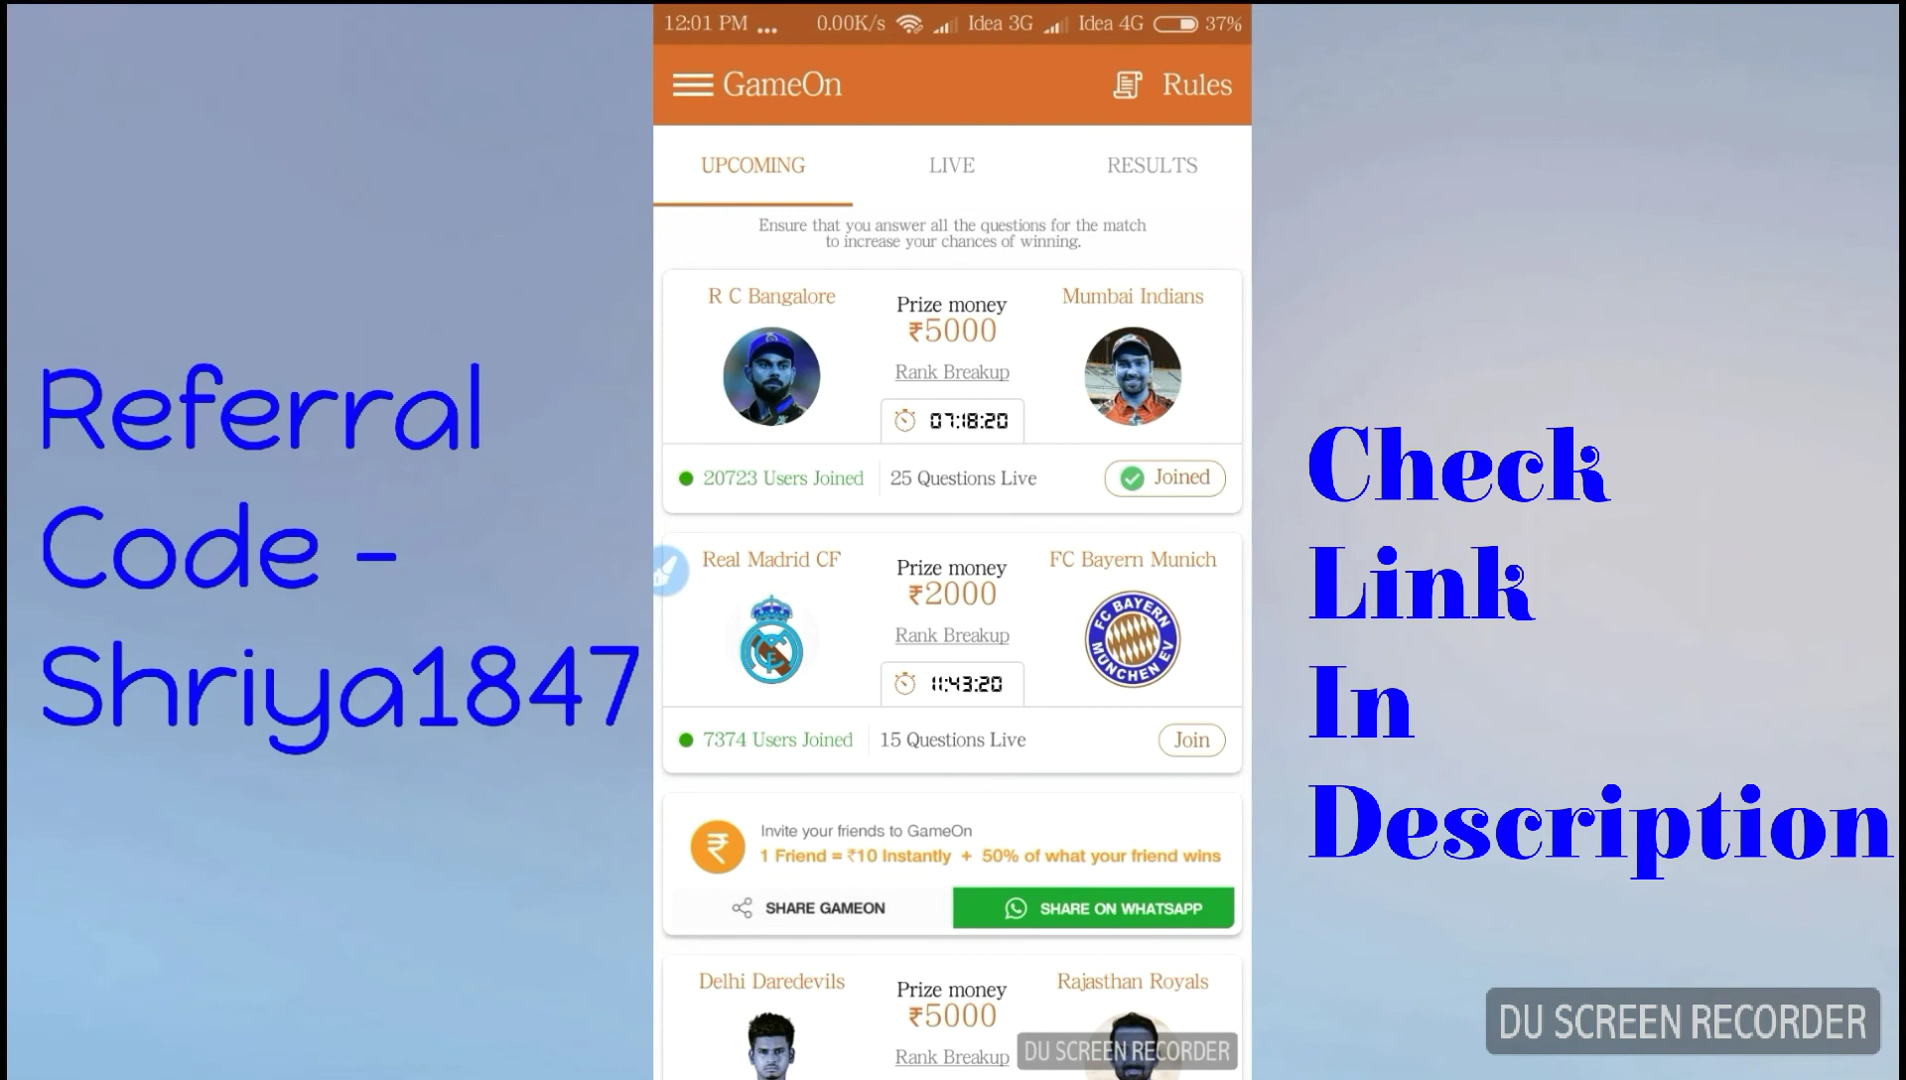 12:01 PM ... 0.00K/s Idea 3G Idea 4G 37%
GameOn Rules
UPCOMING LIVE RESULTS
Ensure that you answer all the questions for the match
to increase your chances of winning.
R C Bangalore Prize money Mumbai Indians
₹5000
Rank Breakup
07:18:20
20723 Users Joined 25 Questions Live Joined
Real Madrid CF Prize money FC Bayern Munich
₹2000
FC BAYERN
MÜNCHEN EV
Rank Breakup
11:43:20
7374 Users Joined 15 Questions Live Join
Invite your friends to GameOn
1 Friend = ₹10 Instantly + 50% of what your friend wins
SHARE GAMEON SHARE ON WHATSAPP
Delhi Daredevils Prize money Rajasthan Royals
₹5000
Rank Breakup
DU SCREEN RECORDER
Referral
Code -
Shriya1847
Check
Link
In
Description
DU SCREEN RECORDER